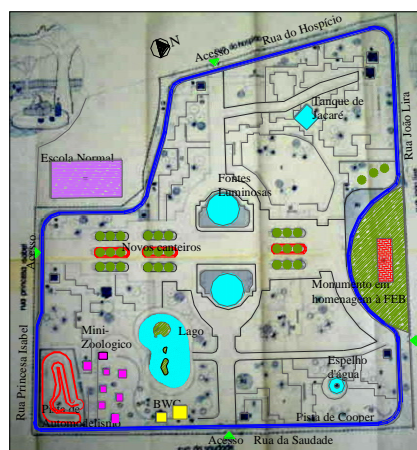 N
Acesso
Rua do Hospício
Tanque de
Jacaré
Rua João Lira
Escola Normal
Fontes
Luminosas
Acesso
Novos canteiros
Monumento em
homenagem à FEB
Mini-
Zoologico
Lago
Espelho
d'água
Rua Princesa Isabel
Pista de
Automodelismo
BWC
Pista de Cooper
Acesso
Rua da Saudade